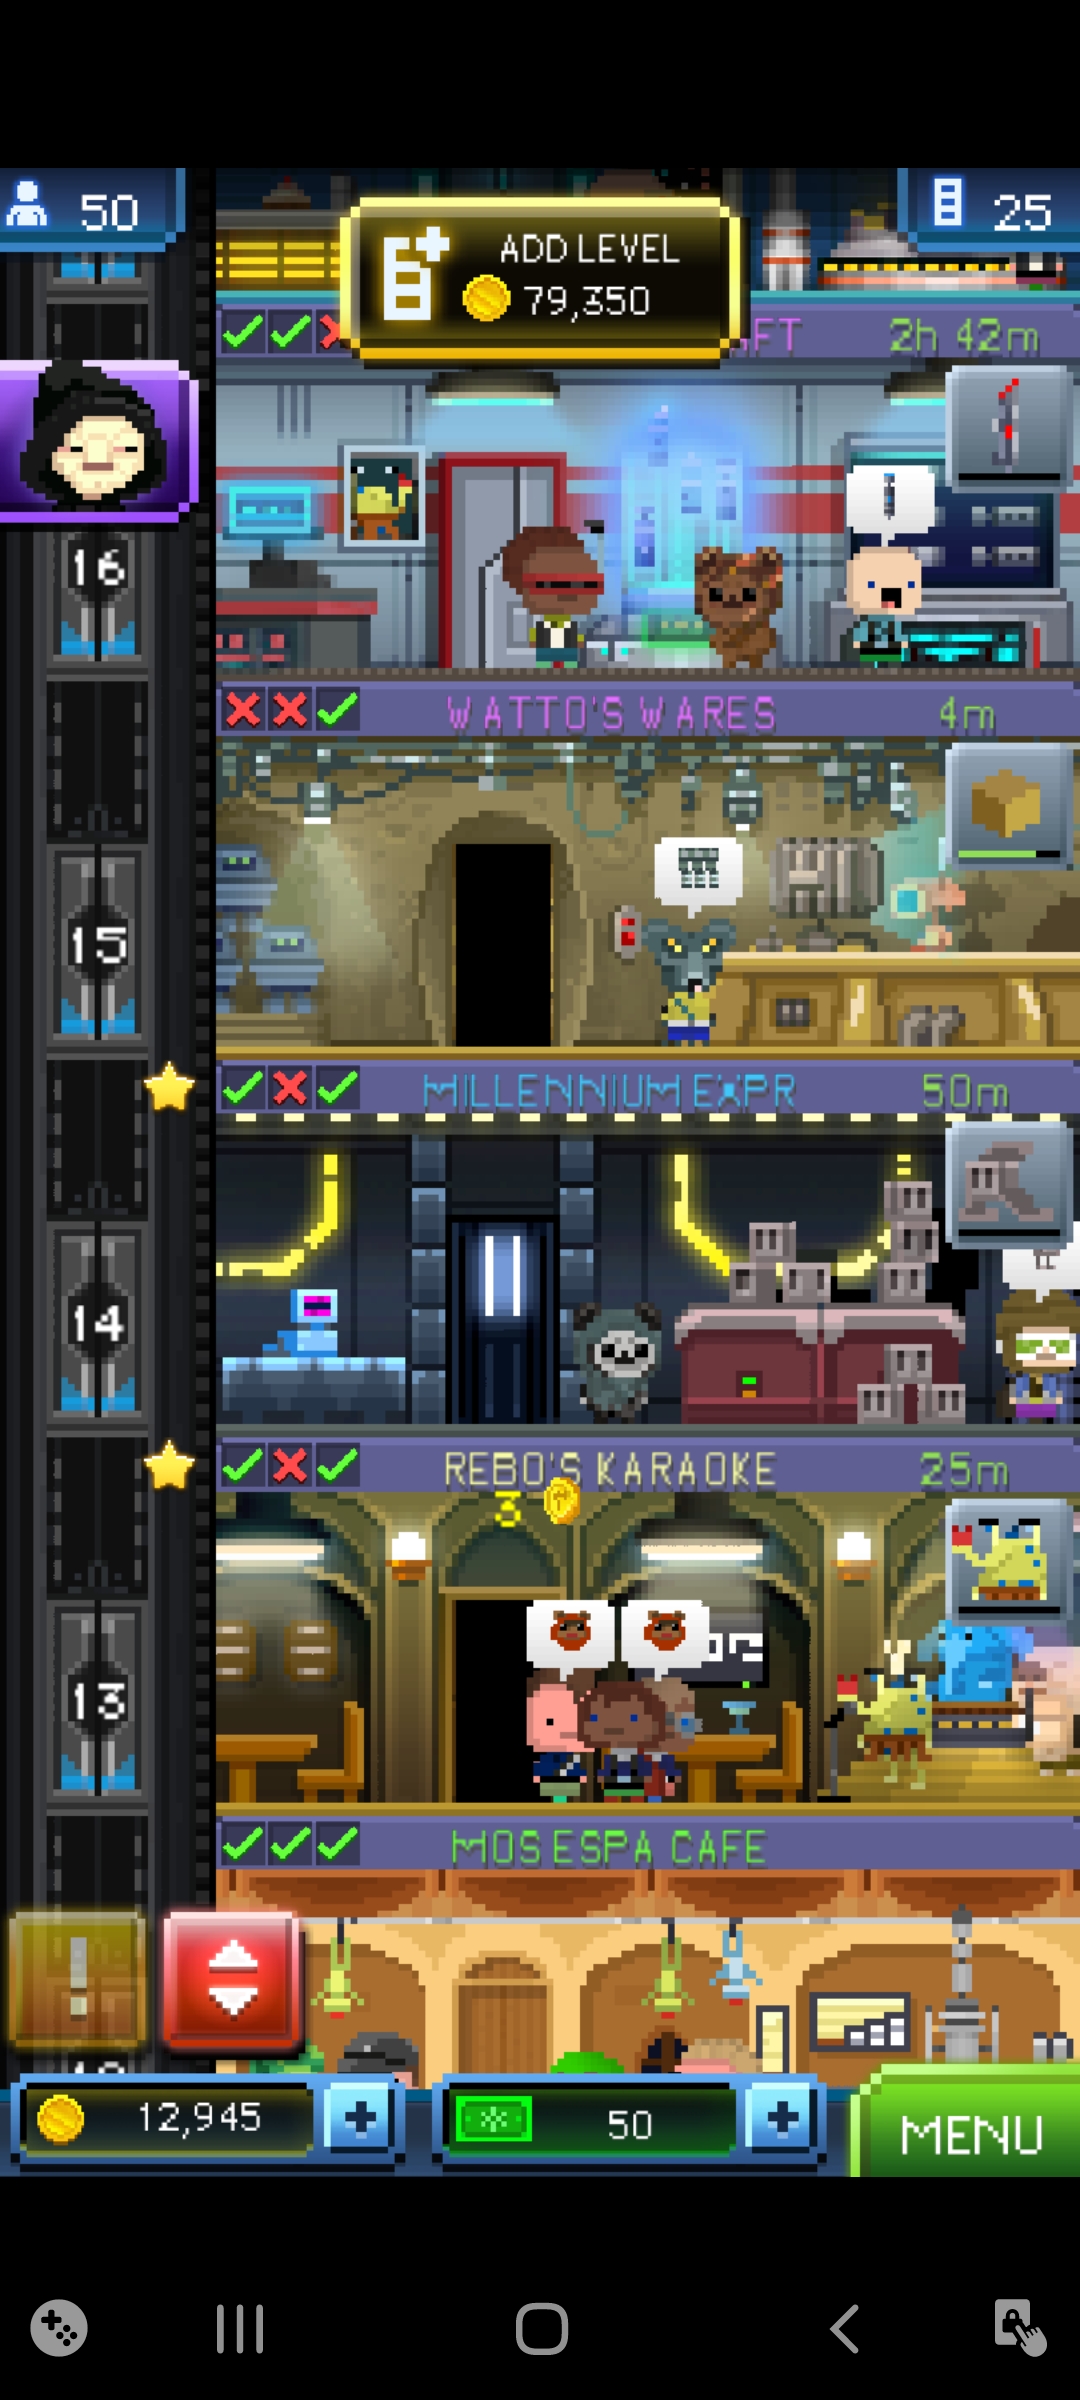 50
ADD LEVEL
79,350
25
FT 2h 42m
16
WATTO'S WARES 4m
15
MILLENNIUM EXPR 50m
14
REBO'S KARAOKE 25m
3
13
MOS ESPA CAFE
!
12,945
+
50
+
MENU